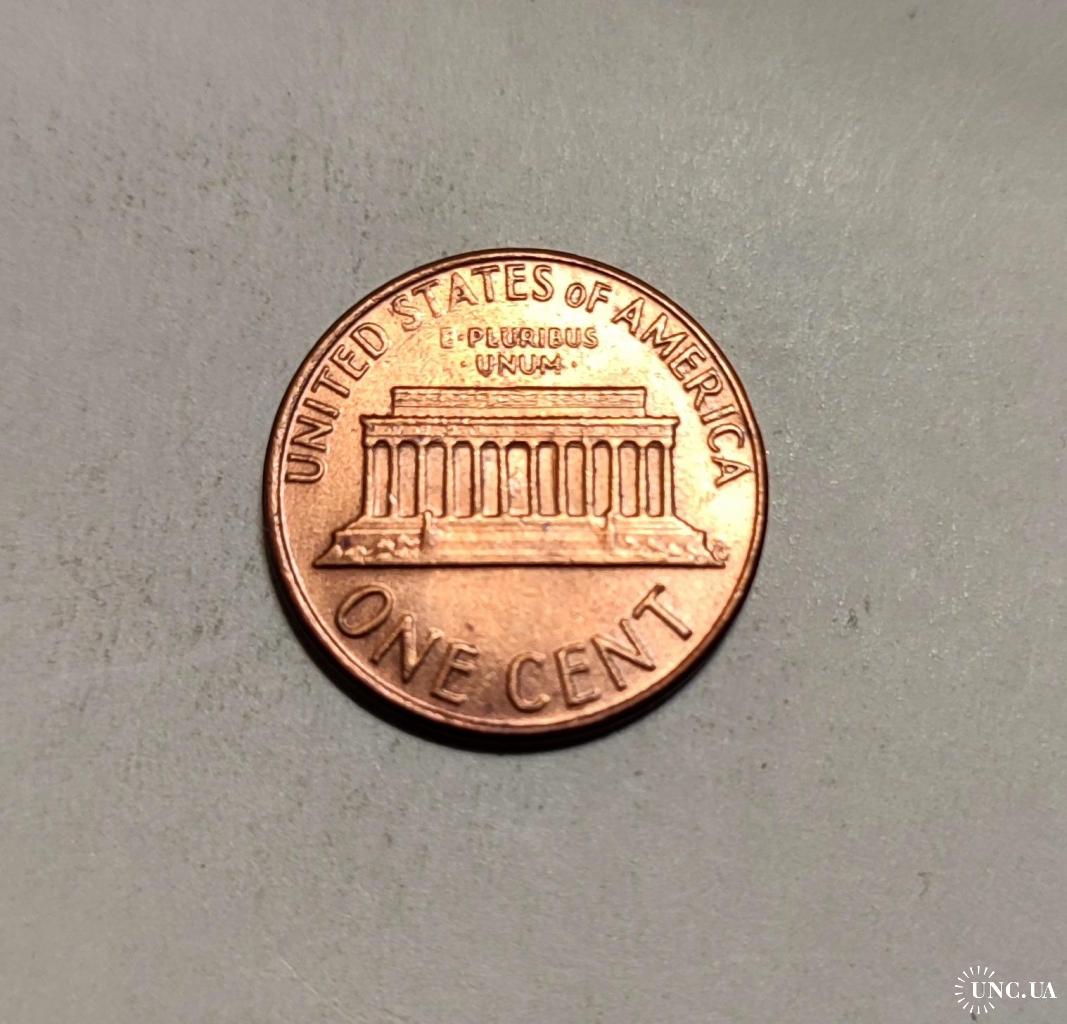 UNITED STATES OF AMERICA
E·PLURIBUS
·UNUM·
ONE CENT
UNC.UA